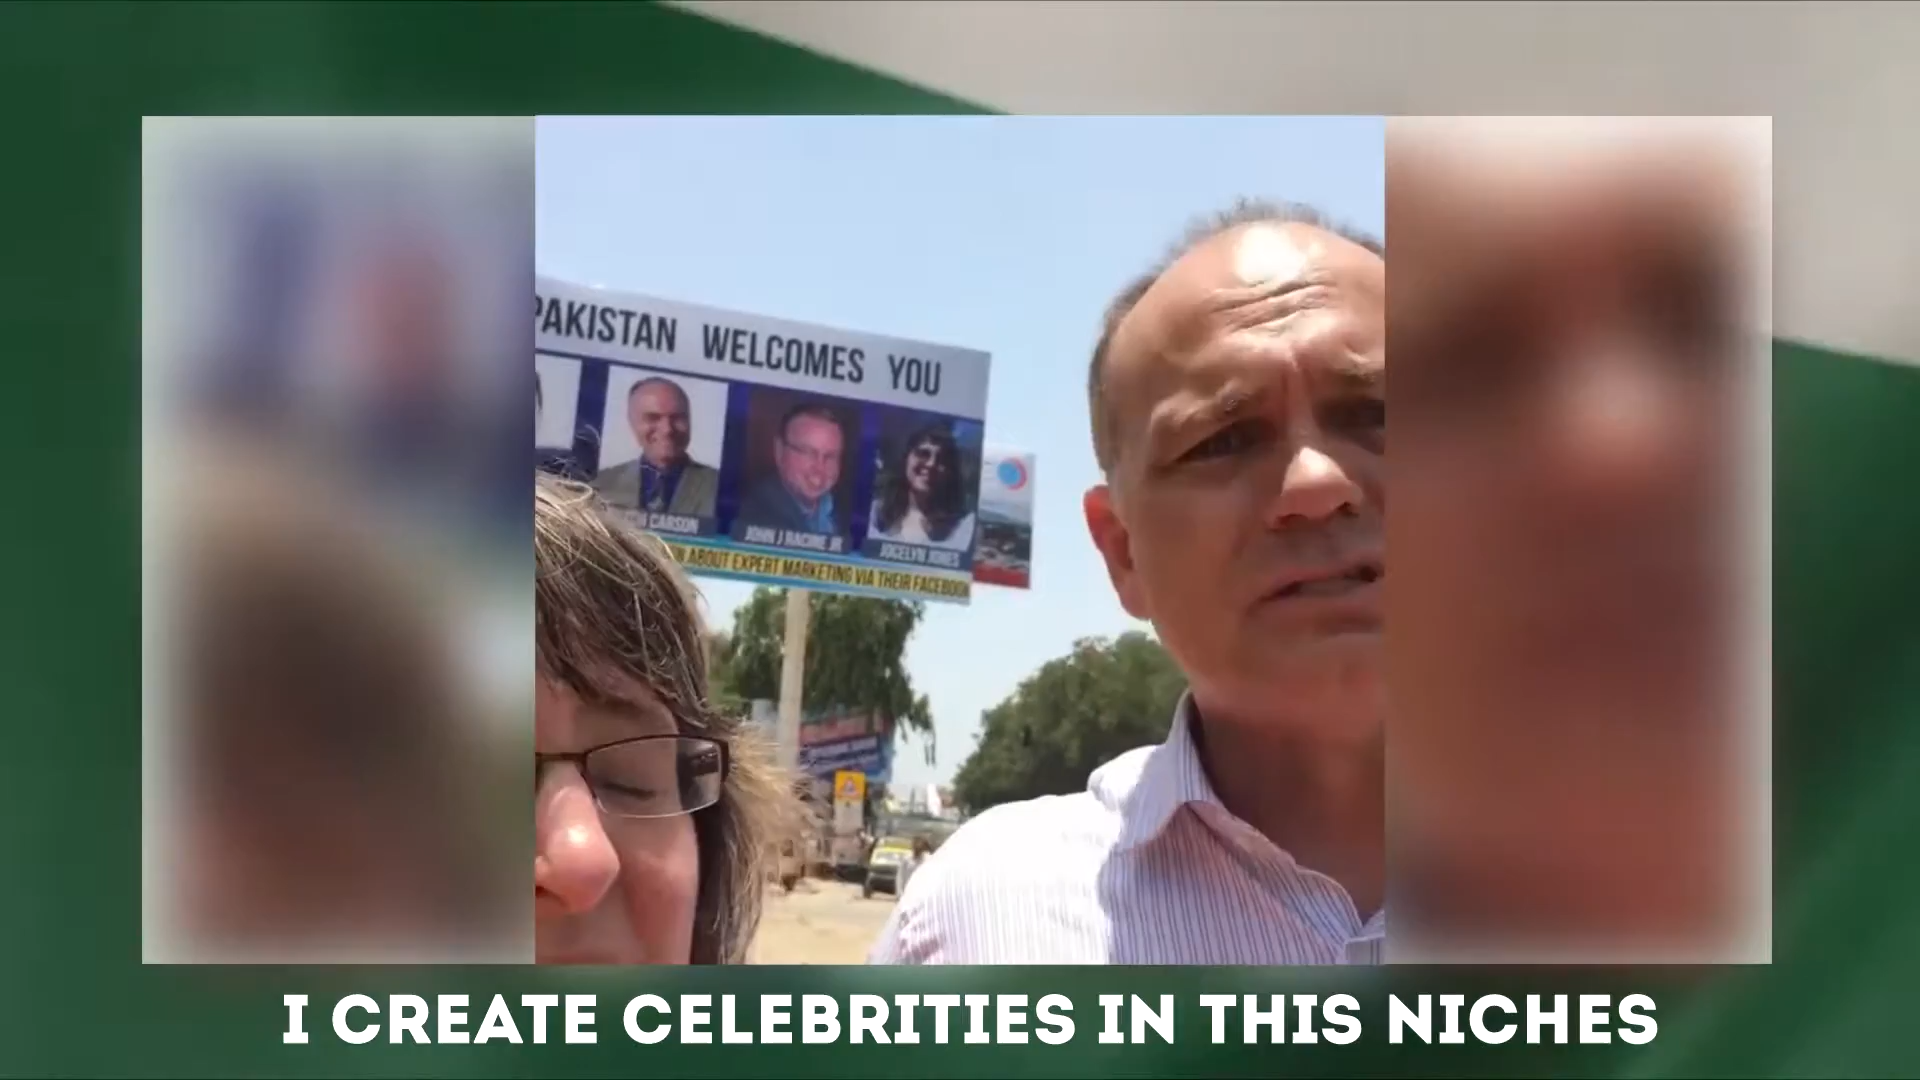 PAKISTAN WELCOMES YOU
CARSON
JOHN J RACINE JR
JOCELYN JONES
ABOUT EXPERT MARKETING VIA THEIR FACEBOOK
I CREATE CELEBRITIES IN THIS NICHES